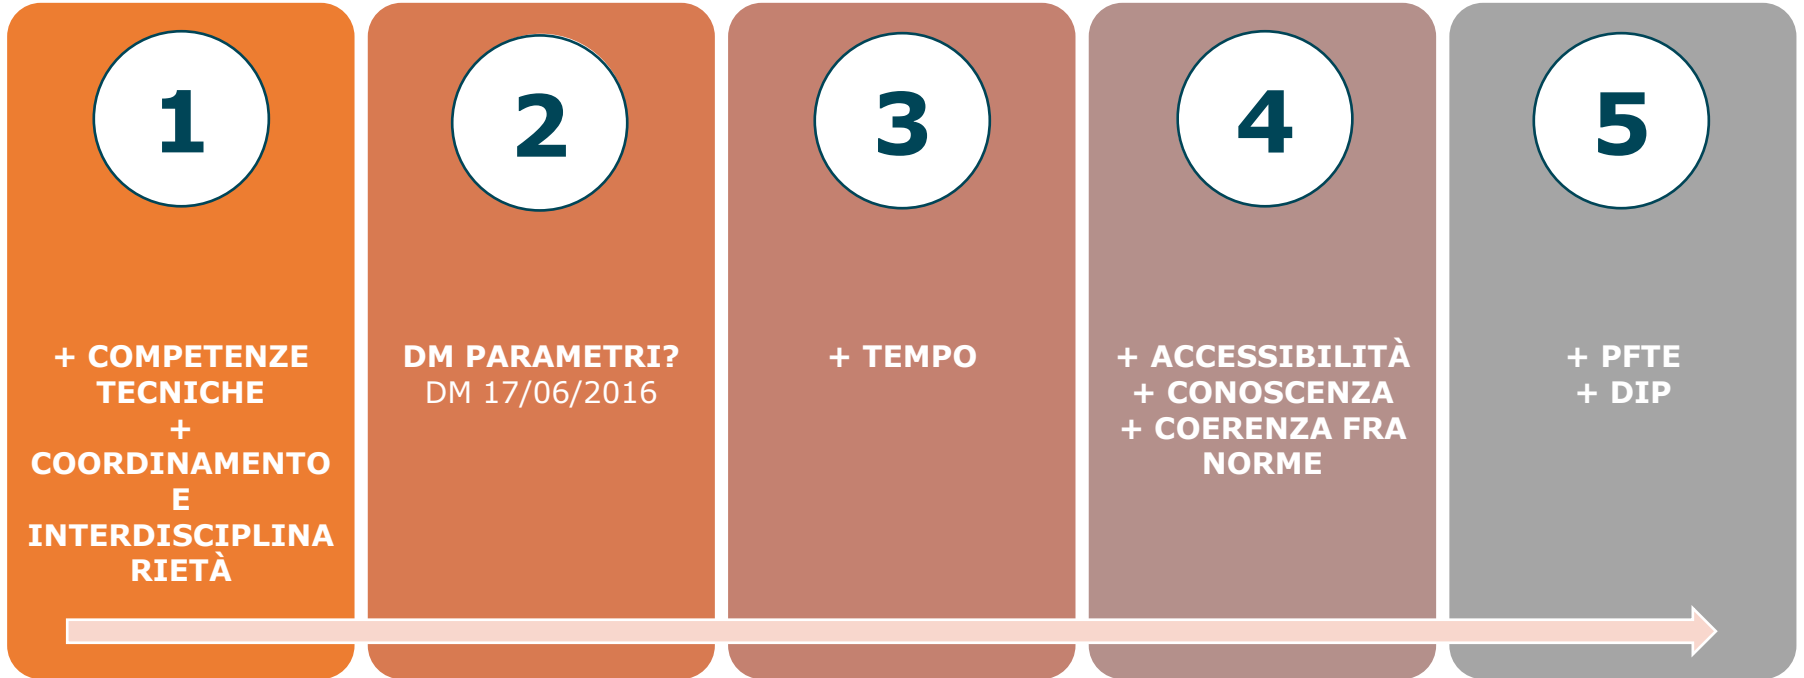 1
+ COMPETENZE
TECNICHE
+
COORDINAMENTO
E
INTERDISCIPLINA
RIETÀ
2
DM PARAMETRI?
DM 17/06/2016
3
+ TEMPO
4
+ ACCESSIBILITÀ
+ CONOSCENZA
+ COERENZA FRA
NORME
5
+ PFTE
+ DIP